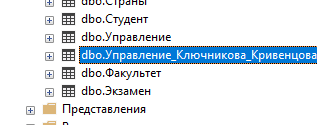 dbo.Страны
dbo.Студент
dbo.Управление
dbo.Управление_Ключникова_Кривенцова
dbo.Факультет
dbo.Экзамен
Представления